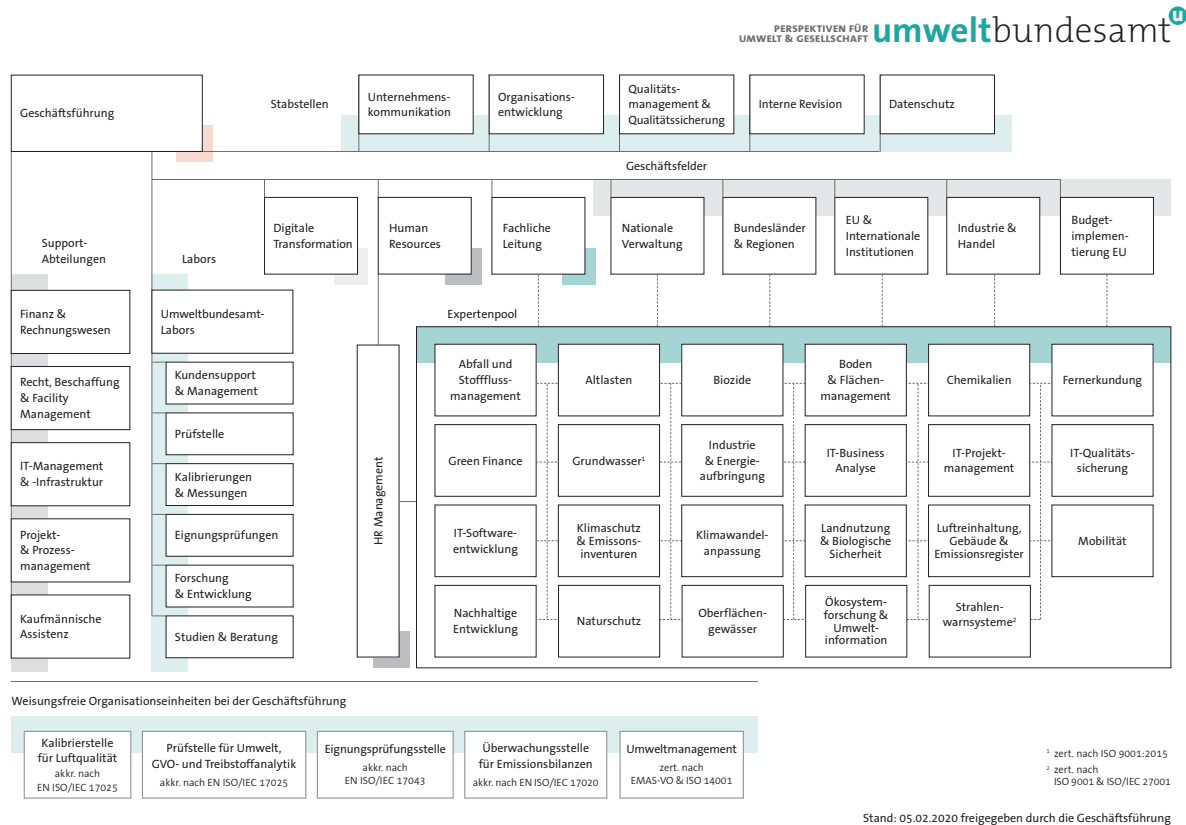 PERSPEKTIVEN FÜR
UMWELT & GESELLSCHAFT
umweltbundesamt
u
Geschäftsführung
Stabstellen
Unternehmens-
kommunikation
Organisations-
entwicklung
Qualitäts-
management &
Qualitätssicherung
Interne Revision
Datenschutz
Geschäftsfelder
Support-
Abteilungen
Labors
Digitale
Transformation
Human
Resources
Fachliche
Leitung
Nationale
Verwaltung
Bundesländer
& Regionen
EU &
Internationale
Institutionen
Industrie &
Handel
Budget-
implemen-
tierung EU
Finanz &
Rechnungswesen
Recht, Beschaffung
& Facility
Management
IT-Management
& -Infrastruktur
Projekt-
& Prozess-
management
Kaufmännische
Assistenz
Umweltbundesamt-
Labors
Kundensupport
& Management
Prüfstelle
Kalibrierungen
& Messungen
Eignungsprüfungen
Forschung
& Entwicklung
Studien & Beratung
HR Management
Expertenpool
Abfall und
Stofffluss-
management
Altlasten
Biozide
Boden
& Flächen-
management
Chemikalien
Fernerkundung
Green Finance
Grundwasser¹
Industrie
& Energie-
aufbringung
IT-Business
Analyse
IT-Projekt-
management
IT-Qualitäts-
sicherung
IT-Software-
entwicklung
Klimaschutz
& Emissons-
inventuren
Klimawandel-
anpassung
Landnutzung
& Biologische
Sicherheit
Luftreinhaltung,
Gebäude &
Emissionsregister
Mobilität
Nachhaltige
Entwicklung
Naturschutz
Oberflächen-
gewässer
Ökosystem-
forschung &
Umwelt-
information
Strahlen-
warnsysteme²
Weisungsfreie Organisationseinheiten bei der Geschäftsführung
Kalibrierstelle
für Luftqualität
akkr. nach
EN ISO/IEC 17025
Prüfstelle für Umwelt,
GVO- und Treibstoffanalytik
akkr. nach EN ISO/IEC 17025
Eignungsprüfungsstelle
akkr. nach
EN ISO/IEC 17043
Überwachungsstelle
für Emissionsbilanzen
akkr. nach EN ISO/IEC 17020
Umweltmanagement
zert. nach
EMAS-VO & ISO 14001
¹ zert. nach ISO 9001:2015
² zert. nach
ISO 9001 & ISO/IEC 27001
Stand: 05.02.2020 freigegeben durch die Geschäftsführung